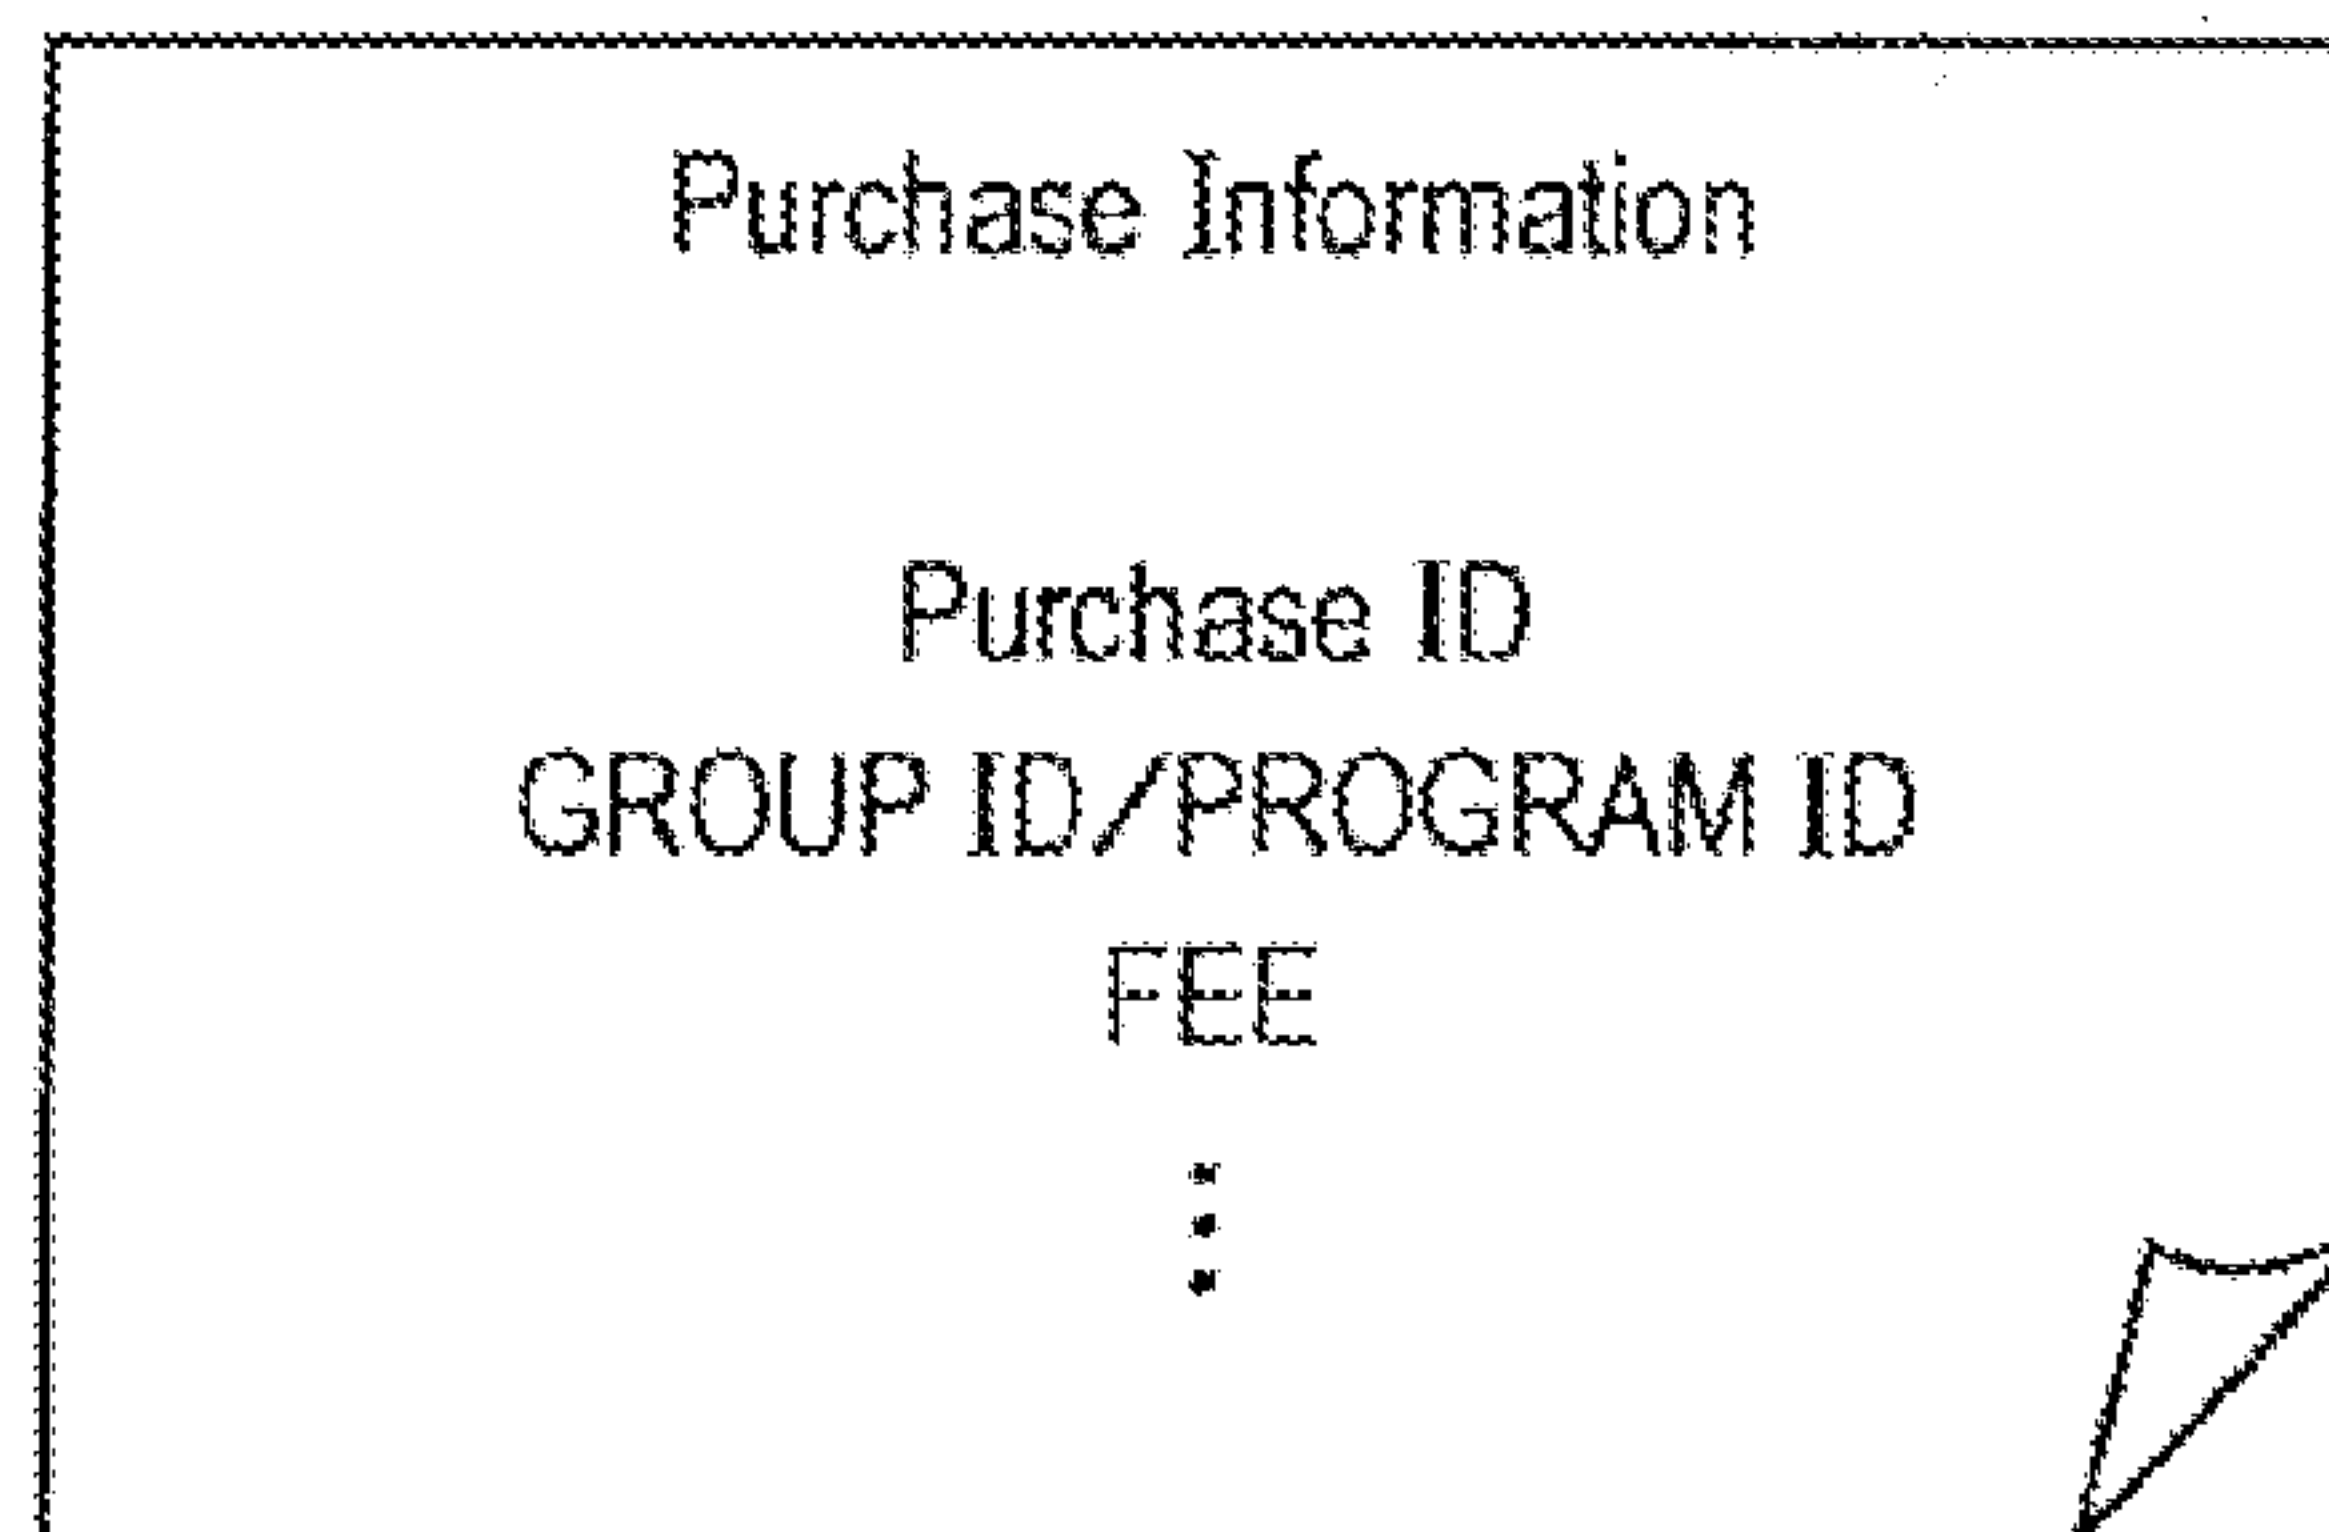 Purchase Information
Purchase ID
GROUP ID/PROGRAM ID
FEE